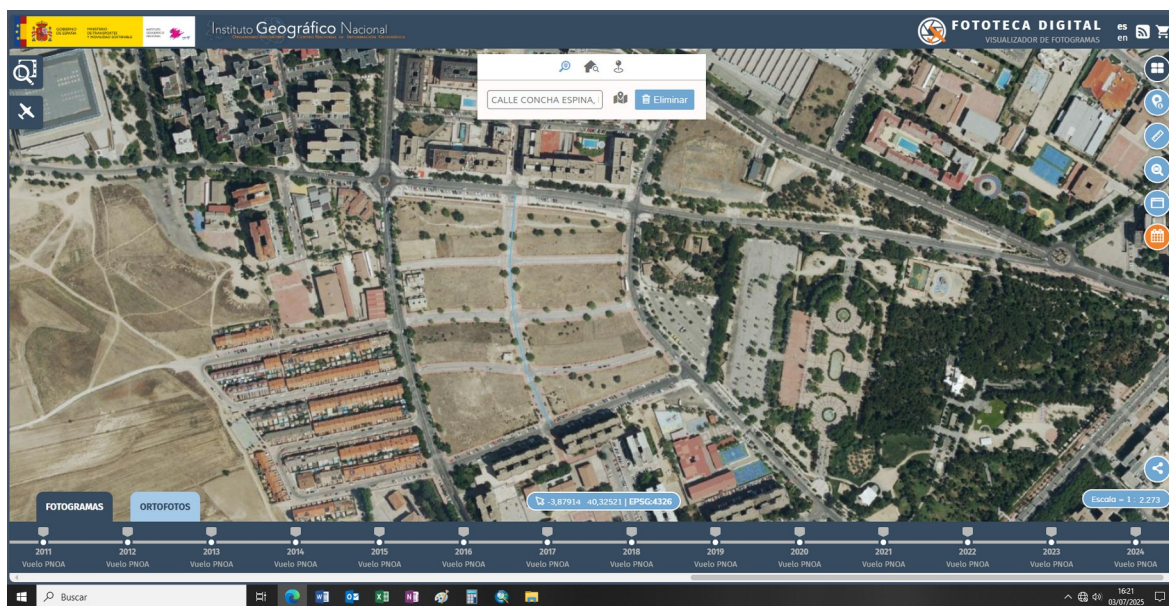 GOBIERNO DE ESPAÑA
MINISTERIO DE TRANSPORTES Y MOVILIDAD SOSTENIBLE
INSTITUTO GEOGRÁFICO NACIONAL
Instituto Geográfico Nacional
FOTOTECA DIGITAL
VISUALIZADOR DE FOTOGRAMAS
es
en
CALLE CONCHA ESPINA,
Eliminar
-3,87914 40,32521 | EPSG:4326
Escala = 1 : 2.273
FOTOGRAMAS
ORTOFOTOS
2011 2012 2013 2014 2015 2016 2017 2018 2019 2020 2021 2022 2023 2024
Vuelo PNOA Vuelo PNOA Vuelo PNOA Vuelo PNOA Vuelo PNOA Vuelo PNOA Vuelo PNOA Vuelo PNOA Vuelo PNOA Vuelo PNOA Vuelo PNOA Vuelo PNOA Vuelo PNOA Vuelo PNOA
Buscar
16:21
03/07/2025